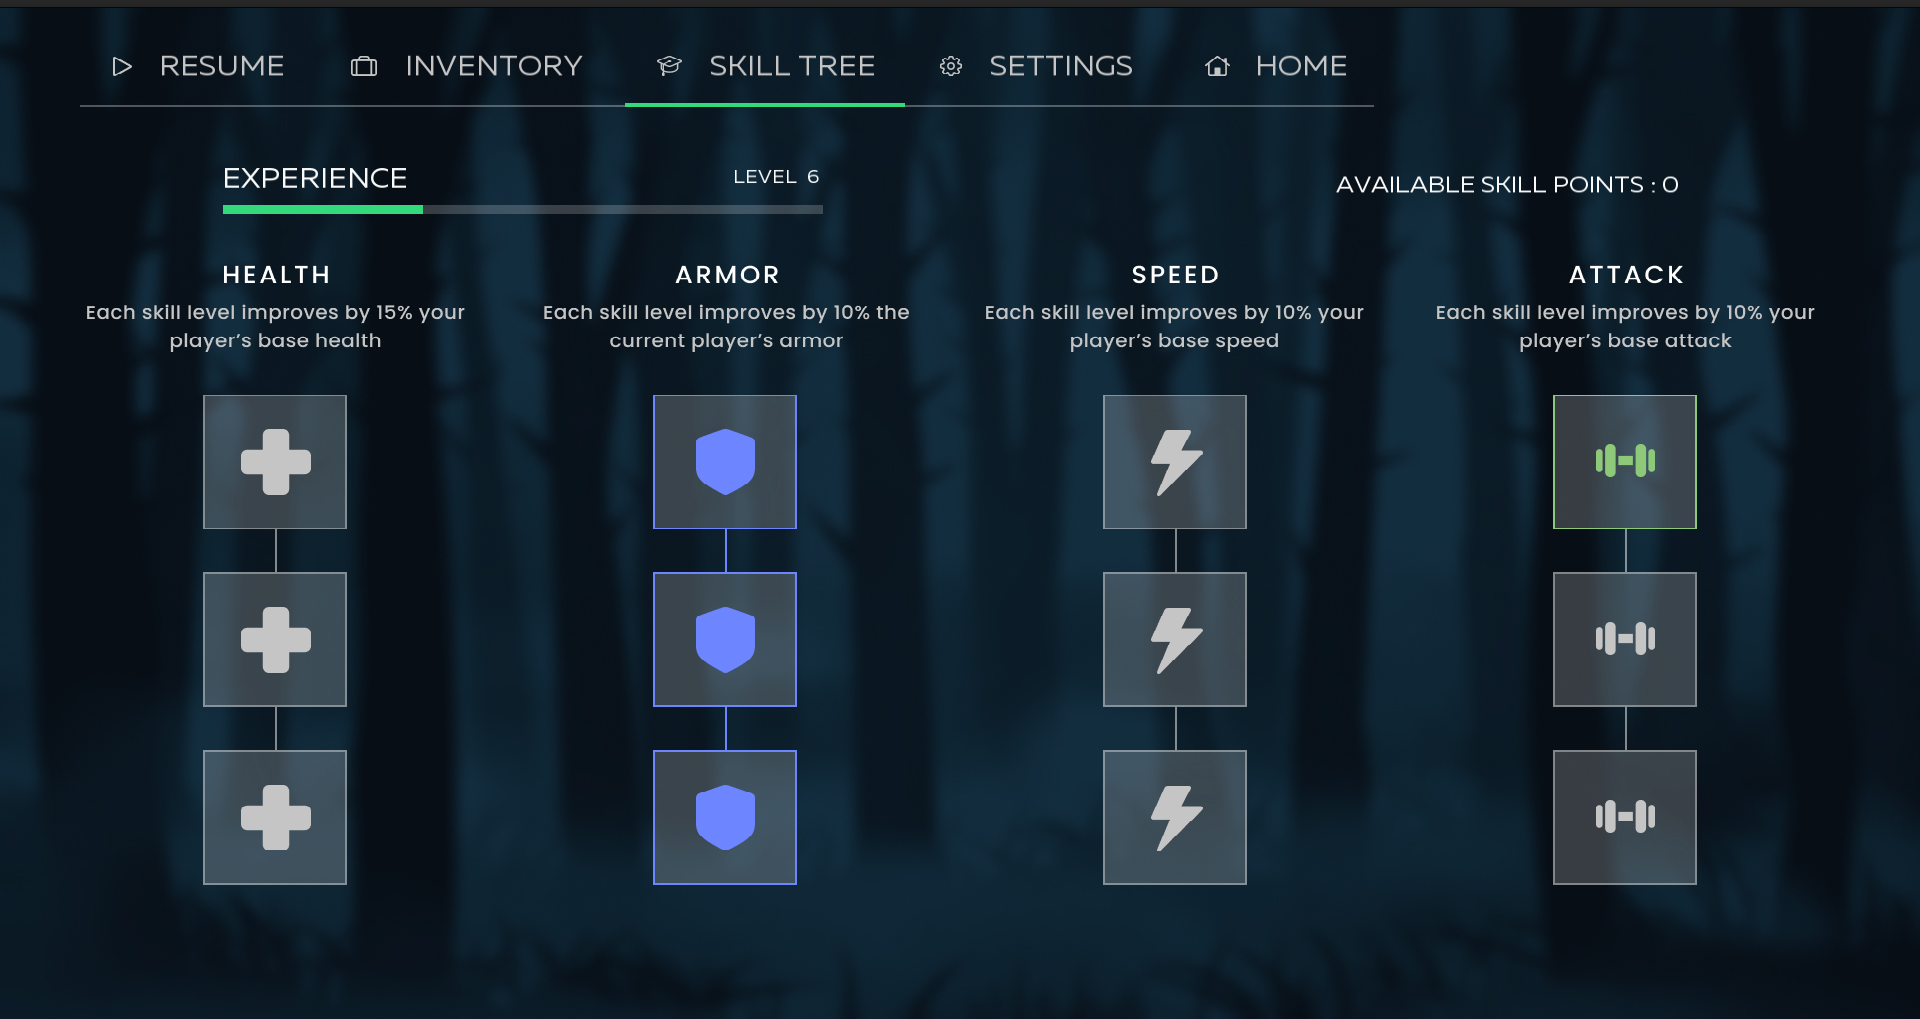 RESUME INVENTORY SKILL TREE SETTINGS HOME
EXPERIENCE LEVEL 6
AVAILABLE SKILL POINTS : 0
HEALTH
Each skill level improves by 15% your
player’s base health
ARMOR
Each skill level improves by 10% the
current player’s armor
SPEED
Each skill level improves by 10% your
player’s base speed
ATTACK
Each skill level improves by 10% your
player’s base attack